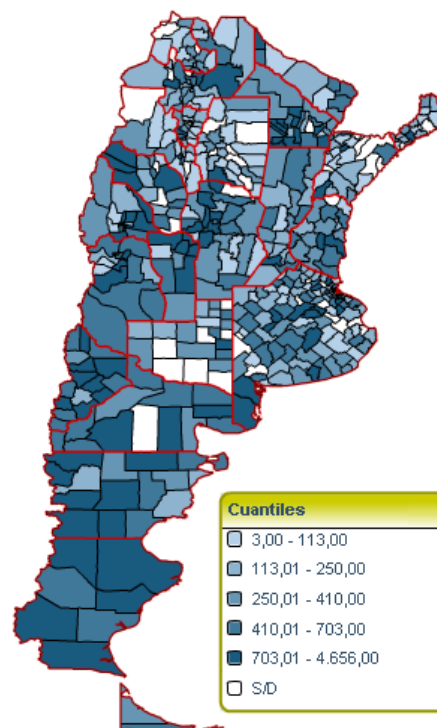 Cuantiles
3,00 - 113,00
113,01 - 250,00
250,01 - 410,00
410,01 - 703,00
703,01 - 4.656,00
S/D